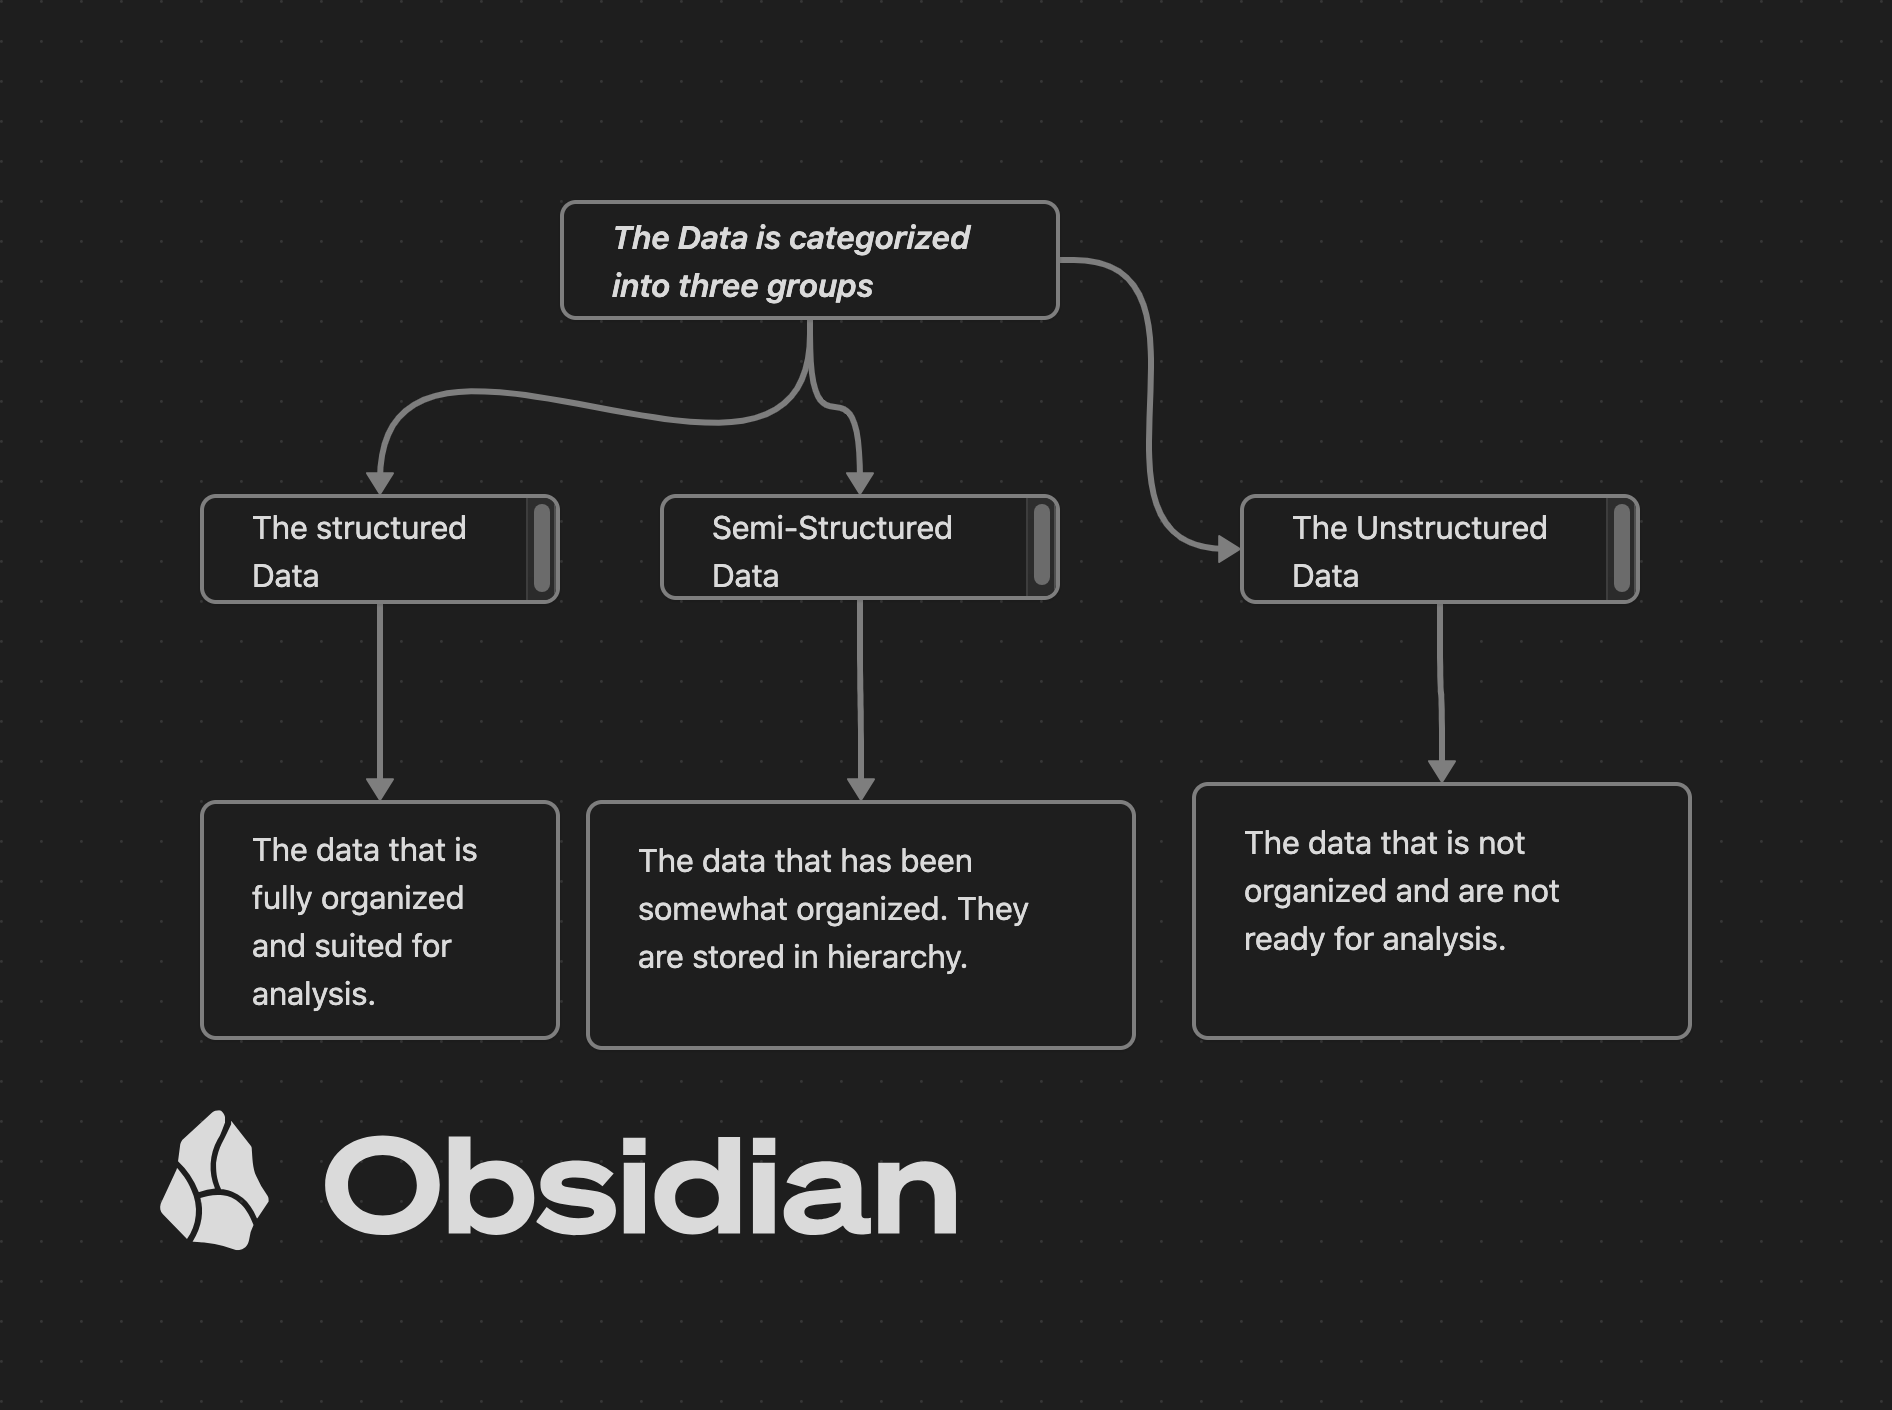 The Data is categorized
into three groups
The structured
Data
Semi-Structured
Data
The Unstructured
Data
The data that is
fully organized
and suited for
analysis.
The data that has been
somewhat organized. They
are stored in hierarchy.
The data that is not
organized and are not
ready for analysis.
Obsidian